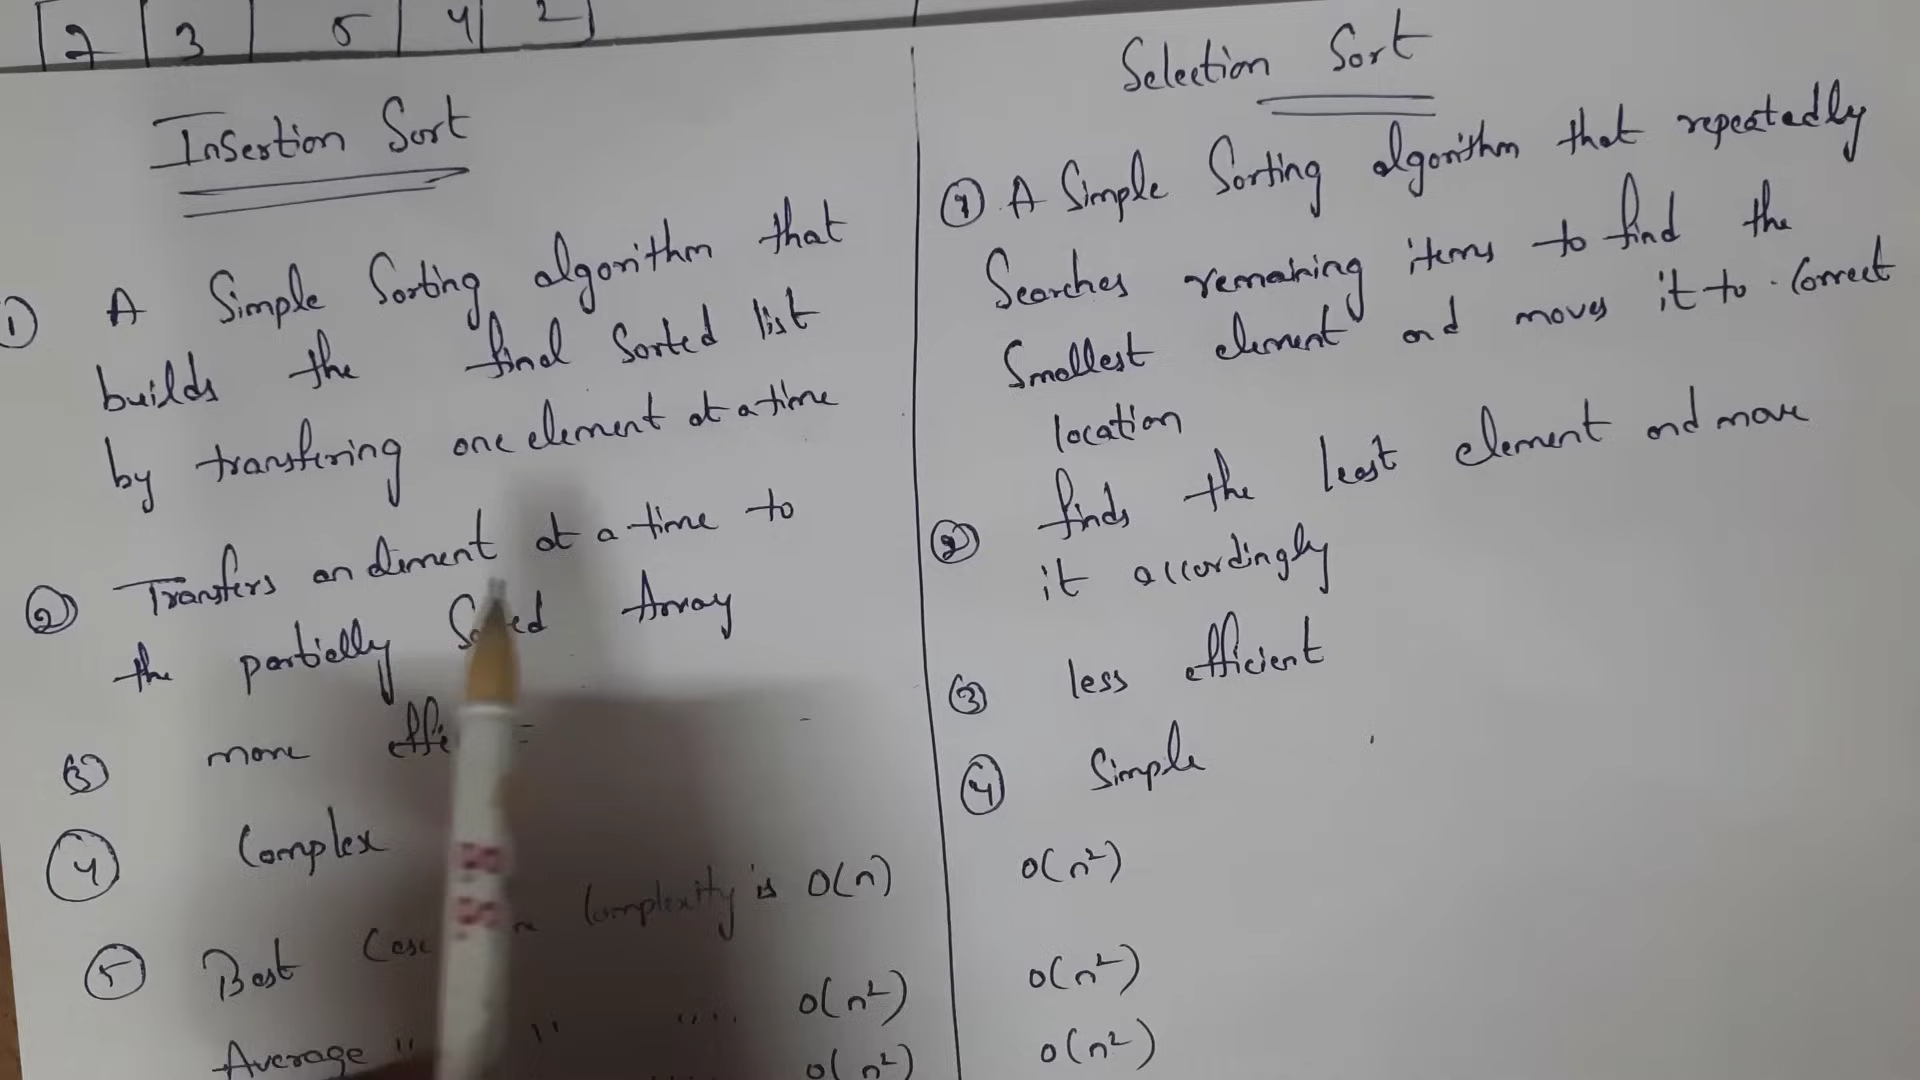 7 3 5 4 2
Insertion Sort
① A Simple Sorting algorithm that
builds the final Sorted list
by transfering one element at a time
② Transfers an element at a time to
the partially Sorted Array
③ more
④ Complex
⑤ Best Case Complexity is O(n)
Average " " .... O(n²)
O(n²)
Selection Sort
① A Simple Sorting algorithm that repeatedly
Searches remaining items to find the
Smallest element and moves it to correct
location
② finds the least element and move
it accordingly
③ less efficient
④ Simple
O(n²)
O(n²)
O(n²)